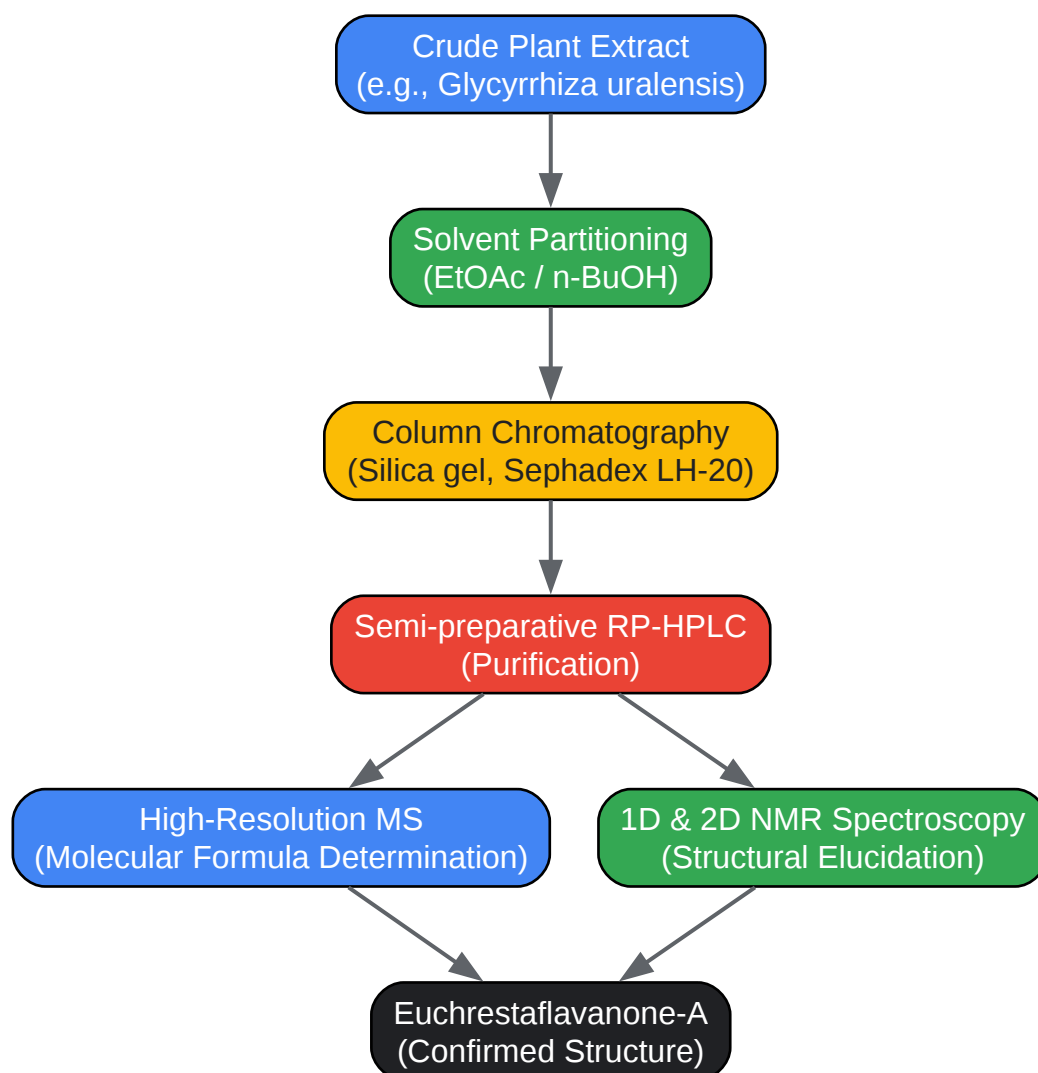 Crude Plant Extract
(e.g., Glycyrrhiza uralensis)
Solvent Partitioning
(EtOAc / n-BuOH)
Column Chromatography
(Silica gel, Sephadex LH-20)
Semi-preparative RP-HPLC
(Purification)
High-Resolution MS
(Molecular Formula Determination)
1D & 2D NMR Spectroscopy
(Structural Elucidation)
Euchrestaflavanone-A
(Confirmed Structure)